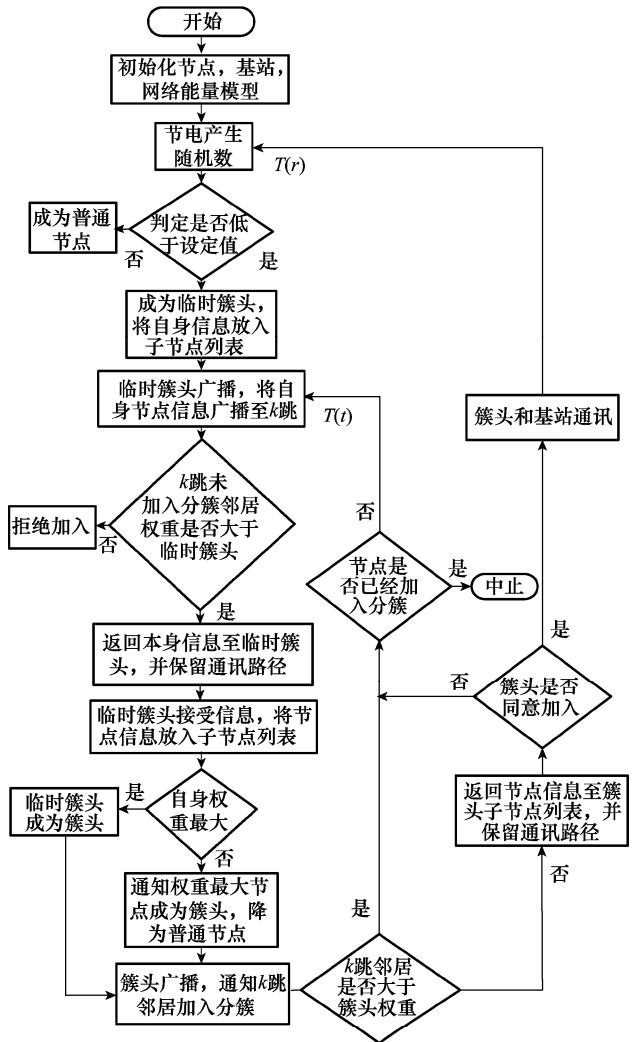 开始
初始化节点，基站，
网络能量模型
节电产生
随机数
T(r)
成为普通
节点
判定是否低
于设定值
否
是
成为临时簇头，
将自身信息放入
子节点列表
临时簇头广播，将自
身节点信息广播至k跳
T(t)
簇头和基站通讯
k跳未
加入分簇邻居
权重是否大于
临时簇头
拒绝加入
否
是
否
节点是
否已经加
入分簇
是
中止
返回本身信息至临时簇
头，并保留通讯路径
是
否
簇头是否
同意加入
临时簇头接受信息，将节
点信息放入子节点列表
临时簇头
成为簇头
是
自身权
重最大
否
返回节点信息至簇
头子节点列表，并
保留通讯路径
否
通知权重最大节
点成为簇头，降
为普通节点
是
簇头广播，通知k跳
邻居加入分簇
k跳邻居
是否大于
簇头权重